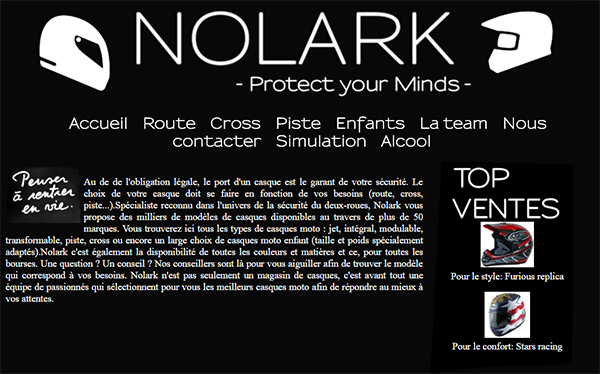 NOLARK
- Protect your Minds -
Accueil Route Cross Piste Enfants La team Nous
contacter Simulation Alcool
Penser
à rentrer
en vie.
Au de de l'obligation légale, le port d'un casque est le garant de votre sécurité. Le
choix de votre casque doit se faire en fonction de vos besoins (route, cross,
piste...).Spécialiste reconnu dans l'univers de la sécurité du deux-roues, Nolark vous
propose des milliers de modèles de casques disponibles au travers de plus de 50
marques. Vous trouverez ici tous les types de casques moto : jet, intégral, modulable,
transformable, piste, cross ou encore un large choix de casques moto enfant (taille et poids spécialement
adaptés).Nolark c'est également la disponibilité de toutes les couleurs et matières et ce, pour toutes les
bourses. Une question ? Un conseil ? Nos conseillers sont là pour vous aiguiller afin de trouver le modèle
qui correspond à vos besoins. Nolark n'est pas seulement un magasin de casques, c'est avant tout une
équipe de passionnés qui sélectionnent pour vous les meilleurs casques moto afin de répondre au mieux à
vos attentes.
TOP
VENTES
Pour le style: Furious replica
Pour le confort: Stars racing